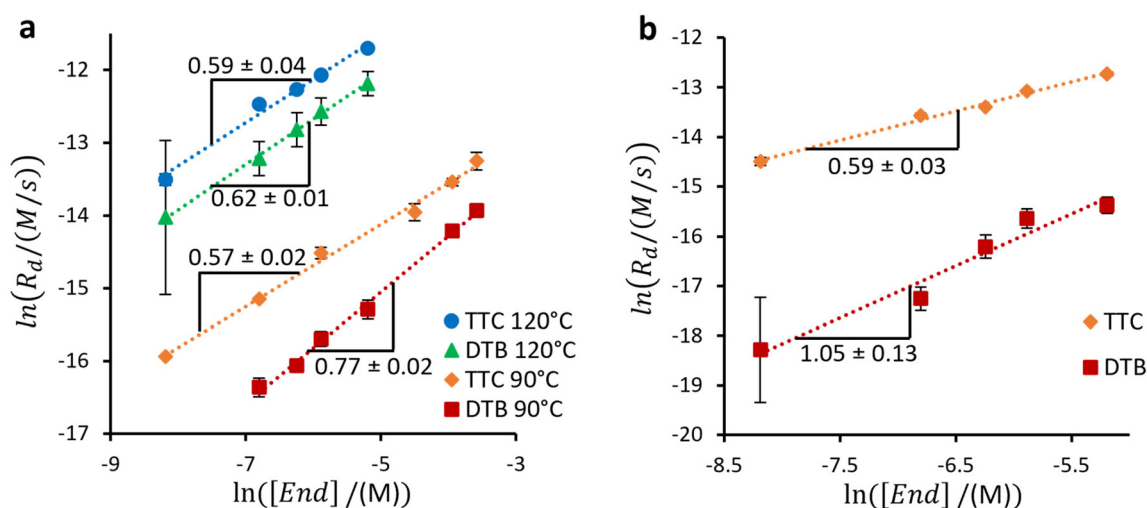 a
ln(R_d/(M/s))
-12
-13
-14
-15
-16
-17
-9
-7
-5
-3
ln([End] /(M))
0.59 ± 0.04
0.62 ± 0.01
0.57 ± 0.02
0.77 ± 0.02
TTC 120°C
DTB 120°C
TTC 90°C
DTB 90°C
b
ln(R_d/(M/s))
-12
-13
-14
-15
-16
-17
-18
-19
-20
-8.5
-7.5
-6.5
-5.5
ln([End] /(M))
0.59 ± 0.03
1.05 ± 0.13
TTC
DTB